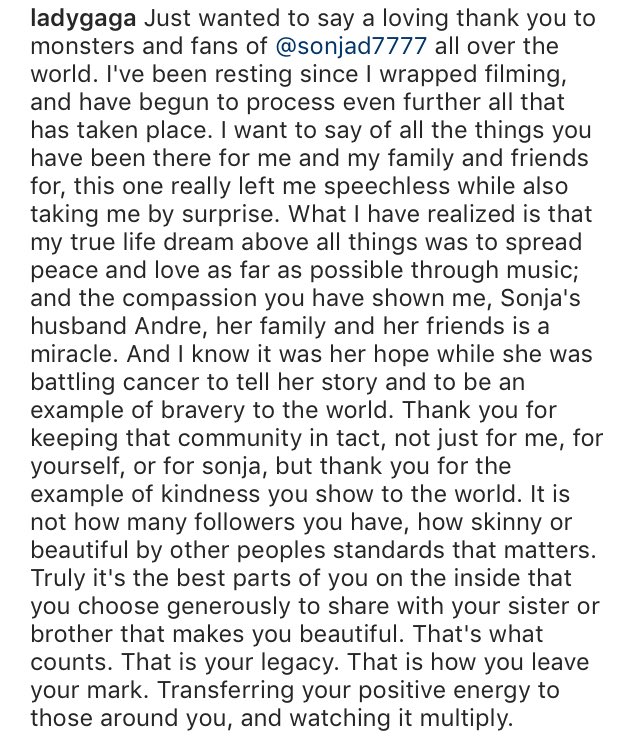 ladygaga Just wanted to say a loving thank you to
monsters and fans of @sonjad7777 all over the
world. I've been resting since I wrapped filming,
and have begun to process even further all that
has taken place. I want to say of all the things you
have been there for me and my family and friends
for, this one really left me speechless while also
taking me by surprise. What I have realized is that
my true life dream above all things was to spread
peace and love as far as possible through music;
and the compassion you have shown me, Sonja's
husband Andre, her family and her friends is a
miracle. And I know it was her hope while she was
battling cancer to tell her story and to be an
example of bravery to the world. Thank you for
keeping that community in tact, not just for me, for
yourself, or for sonja, but thank you for the
example of kindness you show to the world. It is
not how many followers you have, how skinny or
beautiful by other peoples standards that matters.
Truly it's the best parts of you on the inside that
you choose generously to share with your sister or
brother that makes you beautiful. That's what
counts. That is your legacy. That is how you leave
your mark. Transferring your positive energy to
those around you, and watching it multiply.